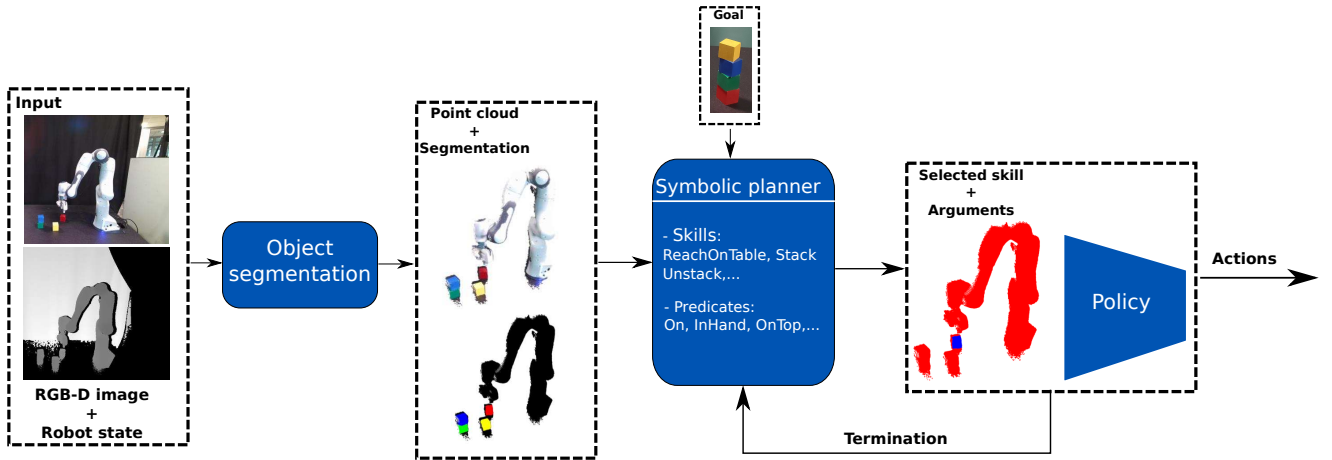 Input
RGB-D image
+
Robot state
Object
segmentation
Point cloud
+
Segmentation
Goal
Symbolic planner
- Skills:
ReachOnTable, Stack
Unstack,...
- Predicates:
On, InHand, OnTop,...
Selected skill
+
Arguments
Policy
Actions
Termination